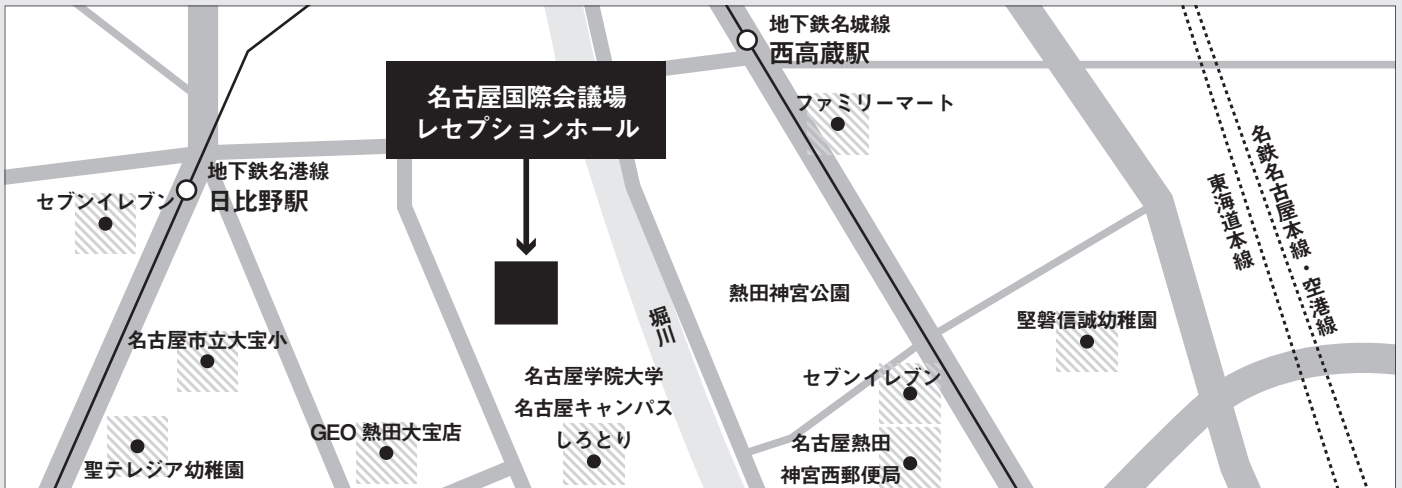 地下鉄名城線
西高蔵駅
名古屋国際会議場
レセプションホール
ファミリーマート
地下鉄名港線
日比野駅
セブンイレブン
名鉄名古屋本線・空港線
東海道本線
熱田神宮公園
堀川
堅磐信誠幼稚園
名古屋市立大宝小
名古屋学院大学
名古屋キャンパス
しろとり
セブンイレブン
GEO 熱田大宝店
名古屋熱田
神宮西郵便局
聖テレジア幼稚園